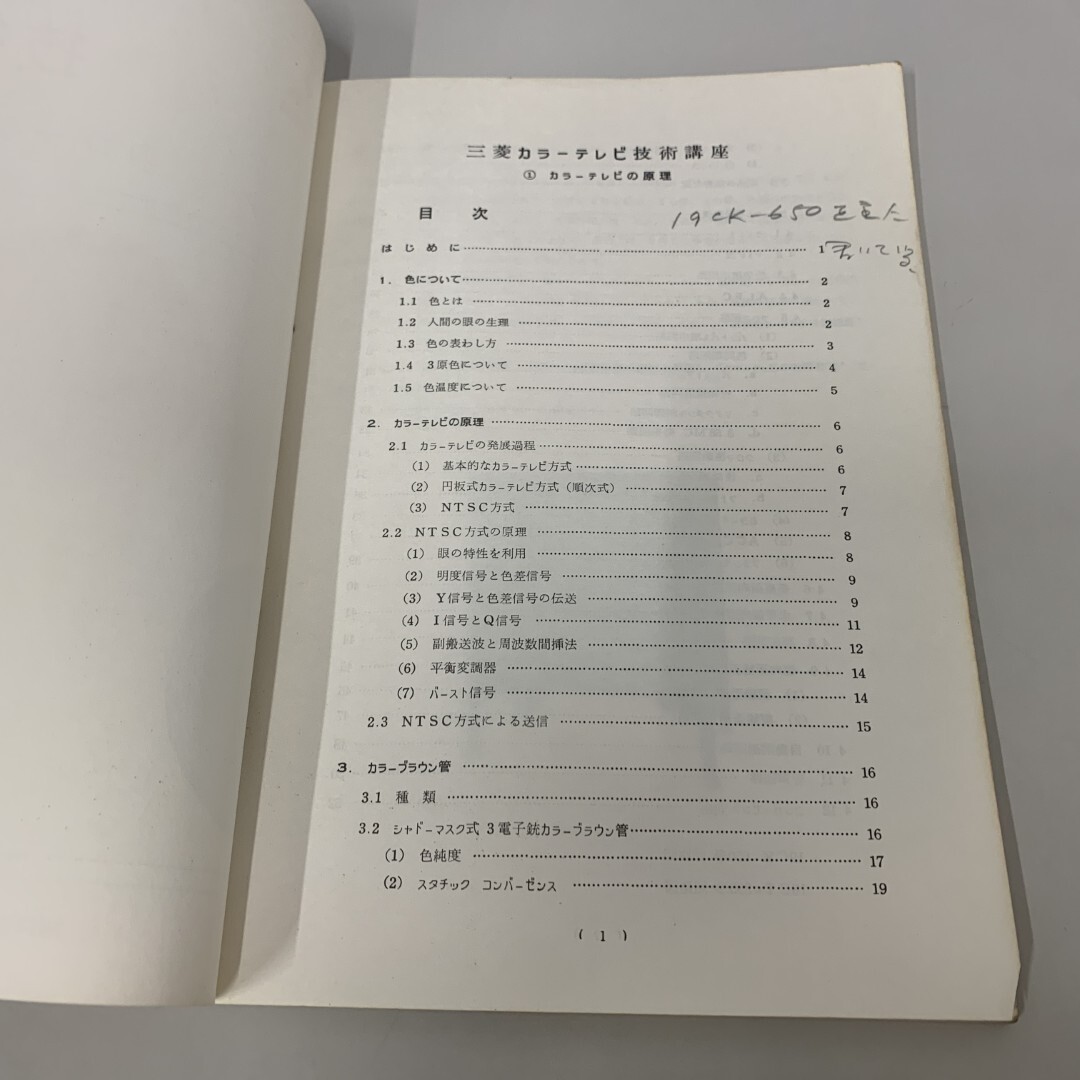 三菱カラーテレビ技術講座
① カラーテレビの原理
目 次
19CK-650を主に
書いている
はじめに 1
1. 色について 2
1.1 色とは 2
1.2 人間の眼の生理 2
1.3 色の表わし方 3
1.4 3原色について 4
1.5 色温度について 5
2. カラーテレビの原理 6
2.1 カラーテレビの発展過程 6
(1) 基本的なカラーテレビ方式 6
(2) 円板式カラーテレビ方式(順次式) 7
(3) NTSC方式 7
2.2 NTSC方式の原理 8
(1) 眼の特性を利用 8
(2) 明度信号と色差信号 9
(3) Y信号と色差信号の伝送 9
(4) I信号とQ信号 11
(5) 副搬送波と周波数間挿法 12
(6) 平衡変調器 14
(7) バースト信号 14
2.3 NTSC方式による送信 15
3. カラーブラウン管 16
3.1 種類 16
3.2 シャドーマスク式3電子銃カラーブラウン管 16
(1) 色純度 17
(2) スタチック コンバーゼンス 19
( 1 )